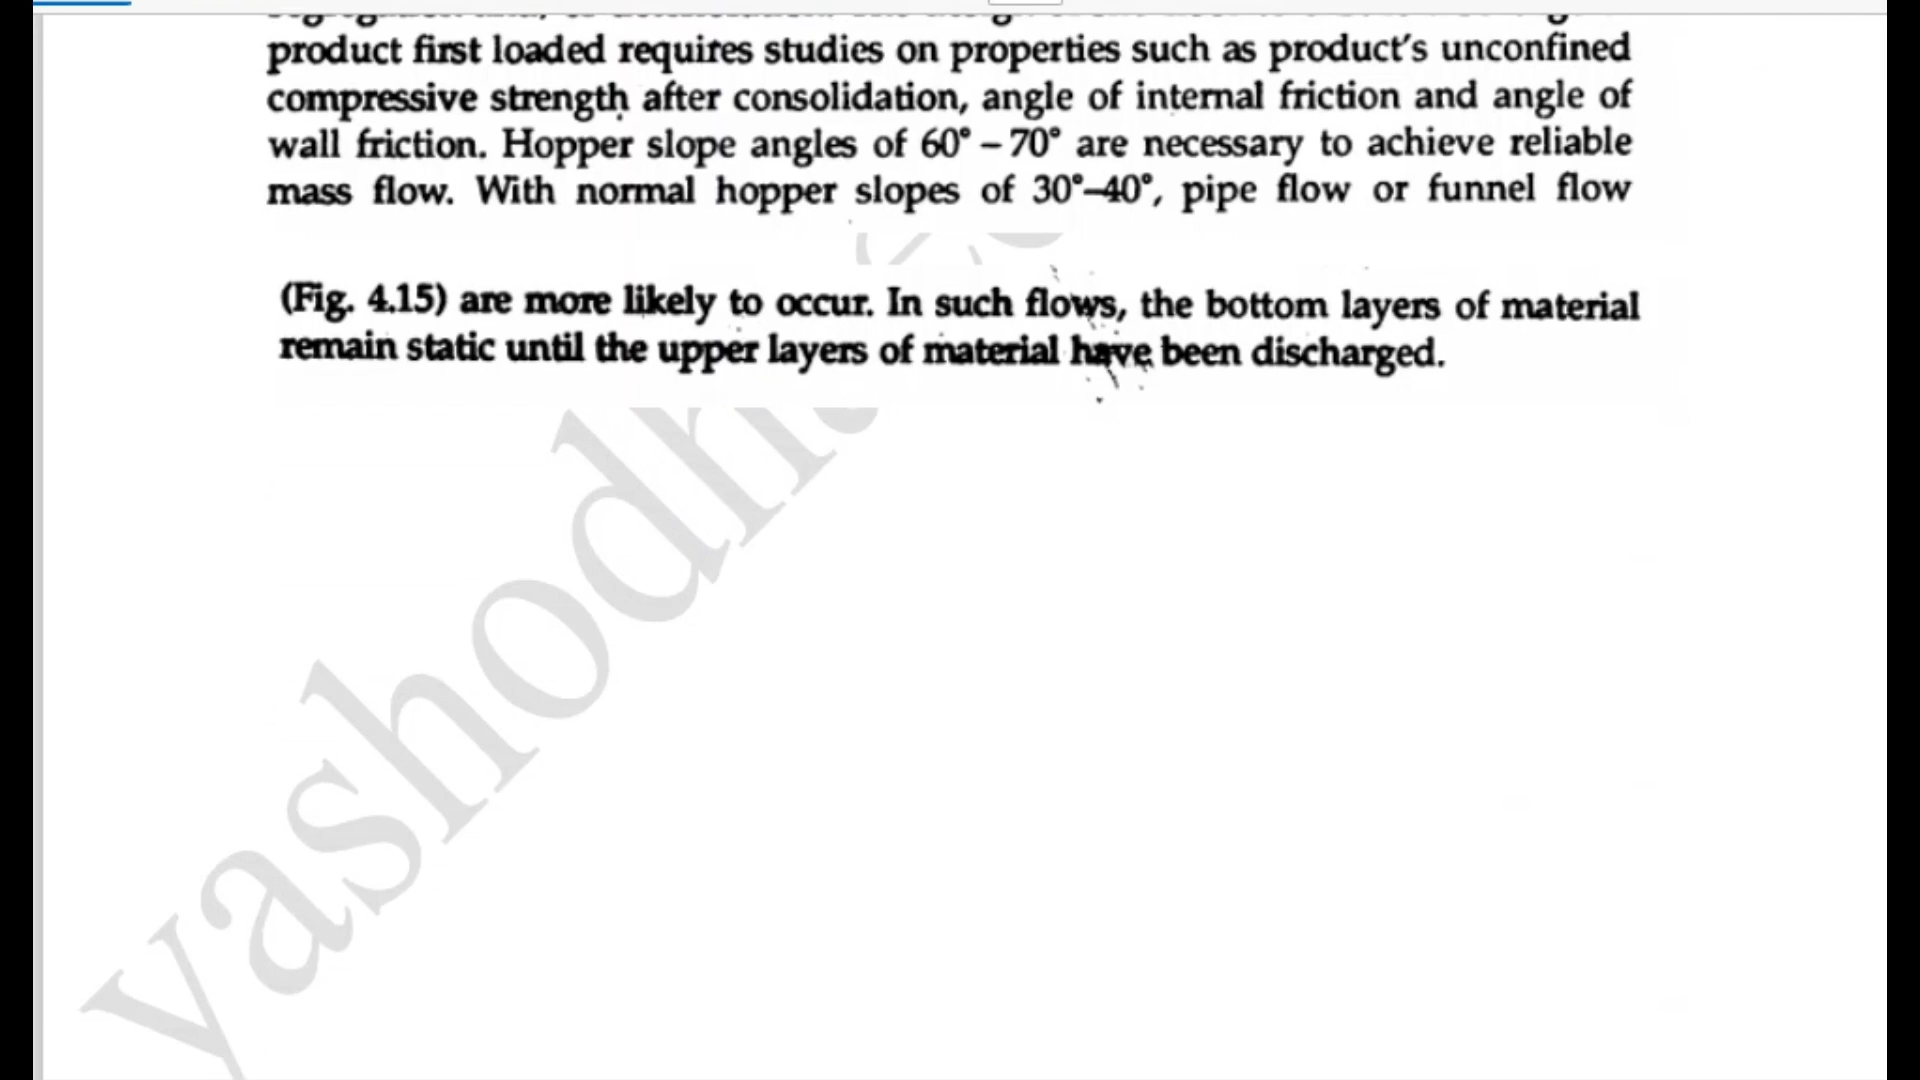 product first loaded requires studies on properties such as product's unconfined
compressive strength after consolidation, angle of internal friction and angle of
wall friction. Hopper slope angles of 60° – 70° are necessary to achieve reliable
mass flow. With normal hopper slopes of 30°–40°, pipe flow or funnel flow
(Fig. 4.15) are more likely to occur. In such flows, the bottom layers of material
remain static until the upper layers of material have been discharged.
yashodh